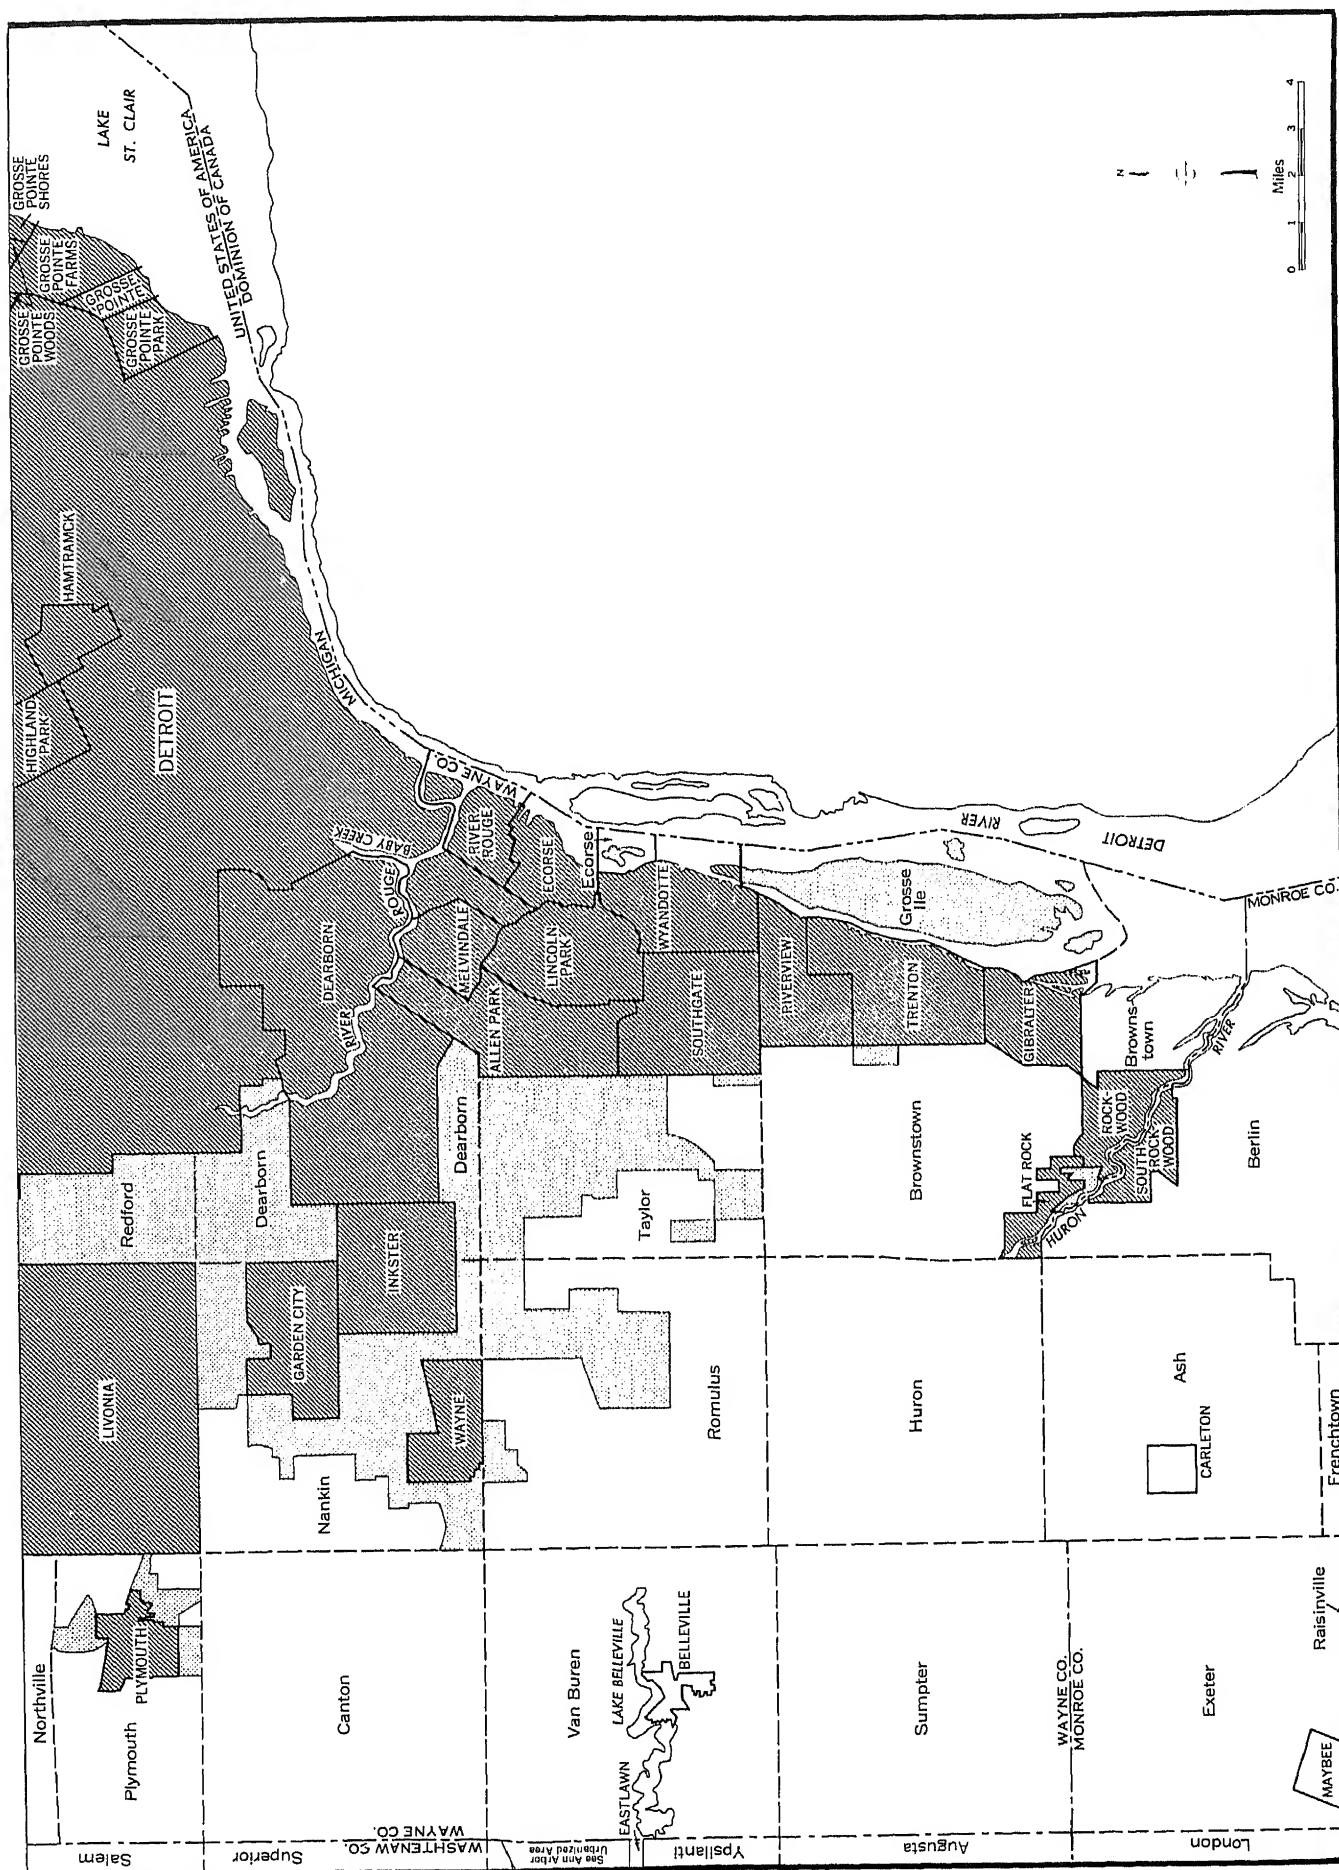 LAKE
ST. CLAIR
GROSSE
POINTE
SHORES
GROSSE
POINTE
FARMS
GROSSE
POINTE
WOODS
GROSSE
POINTE
GROSSE
POINTE
PARK
UNITED STATES OF AMERICA
DOMINION OF CANADA
HAMTRAMCK
HIGHLAND
PARK
DETROIT
MICHIGAN
WAYNE CO.
BABY CREEK
RIVER
ROUGE
RIVER
ROUGE
ECORSE
Ecorse
DEARBORN
MELVINDALE
LINCOLN
PARK
WYANDOTTE
ALLEN PARK
SOUTHGATE
RIVERVIEW
TRENTON
GIBRALTER
Grosse
Ile
DETROIT
RIVER
MONROE CO.
Browns
town
RIVER
HURON
ROCK-
WOOD
SOUTH
ROCK
WOOD
FLAT ROCK
Berlin
Brownstown
Redford
Dearborn
Dearborn
Taylor
INKSTER
GARDEN CITY
LIVONIA
WAYNE
Nankin
Romulus
Huron
Ash
CARLETON
Frenchtown
Northville
PLYMOUTH
Plymouth
Canton
Van Buren
LAKE BELLEVILLE
BELLEVILLE
EASTLAWN
Sumpter
WAYNE CO.
MONROE CO.
Exeter
Raisinville
MAYBEE
Salem
Superior
WASHTENAW CO.
WAYNE CO.
See Ann Arbor
Urbanized Area
Ypsilanti
Augusta
London
N
0 1 2 3 4
Miles